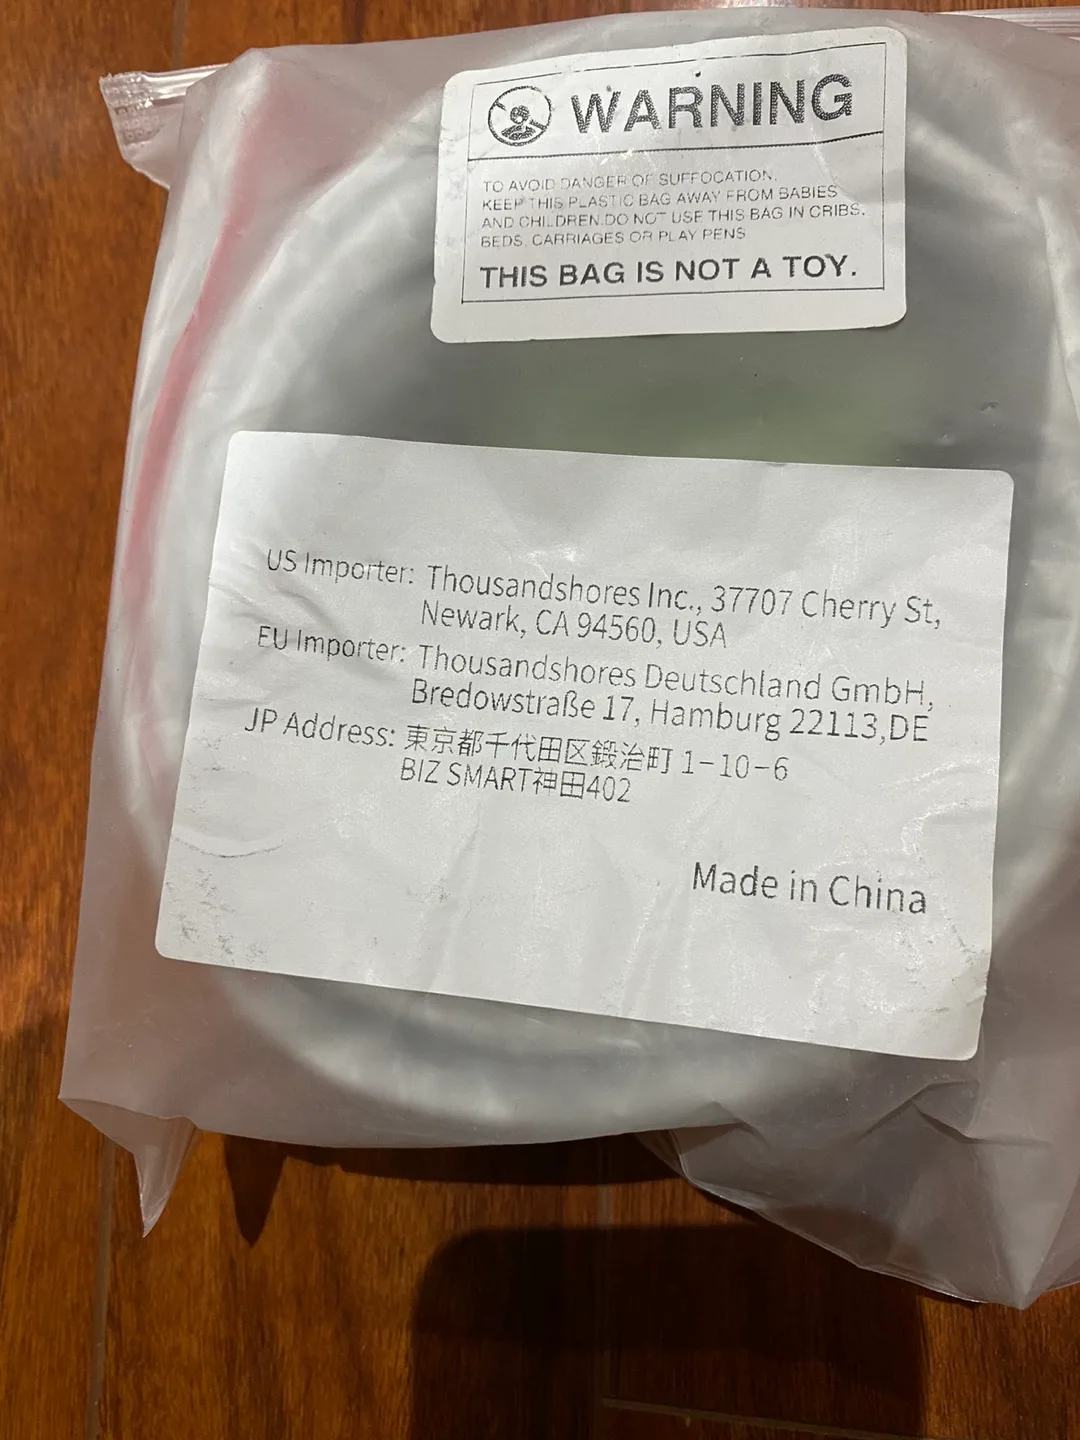 WARNING
TO AVOID DANGER OF SUFFOCATION,
KEEP THIS PLASTIC BAG AWAY FROM BABIES
AND CHILDREN.DO NOT USE THIS BAG IN CRIBS,
BEDS, CARRIAGES OR PLAY PENS
THIS BAG IS NOT A TOY.
US Importer: Thousandshores Inc., 37707 Cherry St,
Newark, CA 94560, USA
EU Importer: Thousandshores Deutschland GmbH,
Bredowstraße 17, Hamburg 22113,DE
JP Address: 東京都千代田区鍛治町 1-10-6
BIZ SMART神田402
Made in China